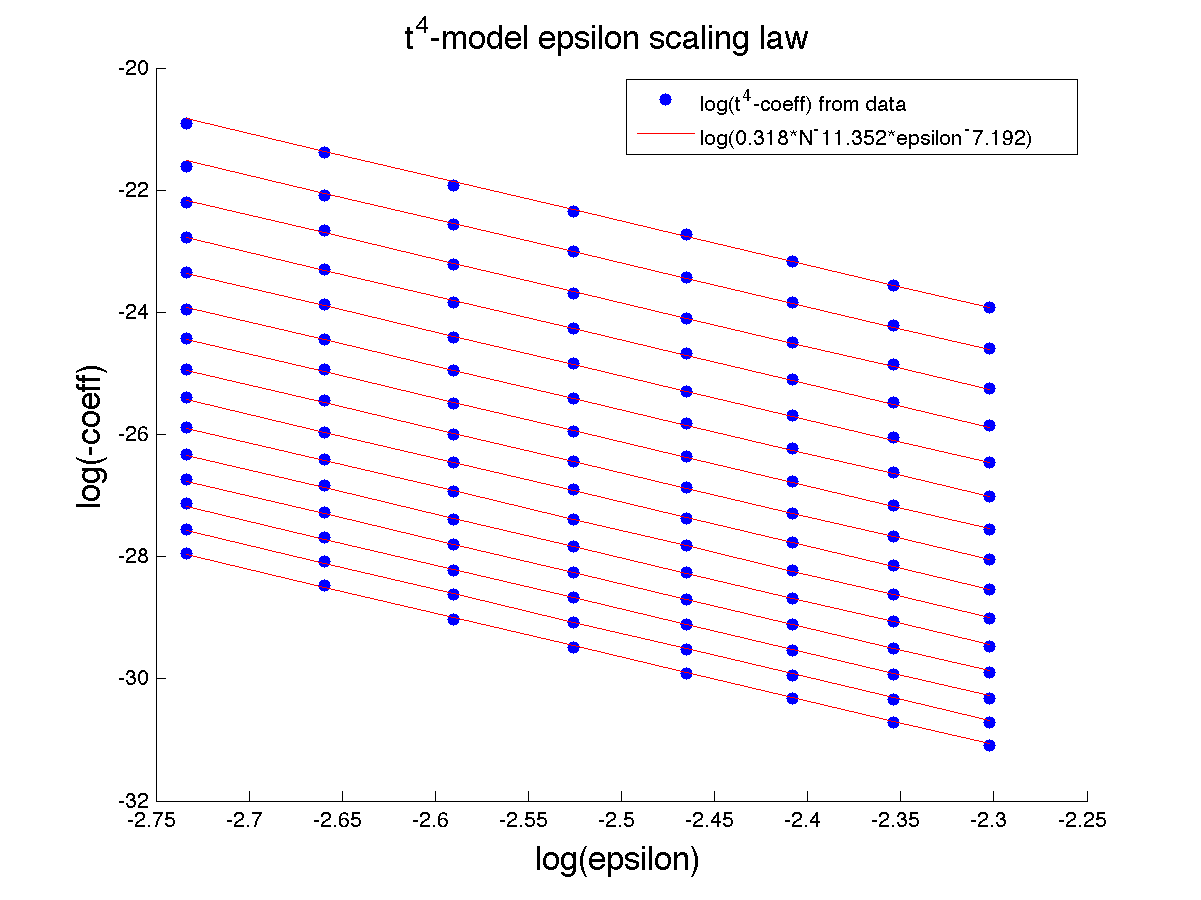 t^4-model epsilon scaling law
log(t^4-coeff) from data
log(0.318*N^-11.352*epsilon^-7.192)
log(-coeff)
-20
-22
-24
-26
-28
-30
-32
-2.75 -2.7 -2.65 -2.6 -2.55 -2.5 -2.45 -2.4 -2.35 -2.3 -2.25
log(epsilon)